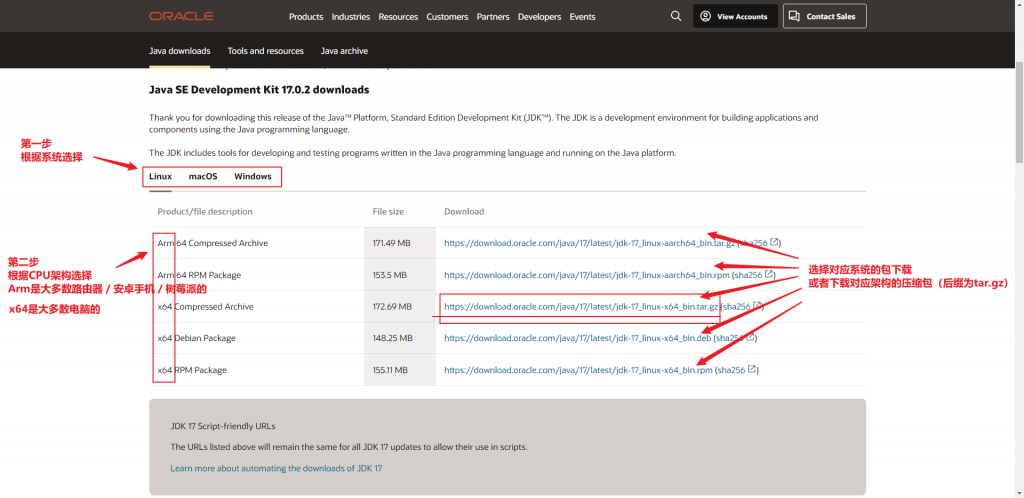 ORACLE
Products Industries Resources Customers Partners Developers Events
View Accounts
Contact Sales
Java downloads Tools and resources Java archive
Java SE Development Kit 17.0.2 downloads
Thank you for downloading this release of the Java™ Platform, Standard Edition Development Kit (JDK™). The JDK is a development environment for building applications and
components using the Java programming language.
The JDK includes tools for developing and testing programs written in the Java programming language and running on the Java platform.
第一步
根据系统选择
Linux macOS Windows
Product/file description File size Download
Arm 64 Compressed Archive 171.49 MB https://download.oracle.com/java/17/latest/jdk-17_linux-aarch64_bin.tar.gz (sha256)
Arm 64 RPM Package 153.5 MB https://download.oracle.com/java/17/latest/jdk-17_linux-aarch64_bin.rpm (sha256)
x64 Compressed Archive 172.69 MB https://download.oracle.com/java/17/latest/jdk-17_linux-x64_bin.tar.gz (sha256)
x64 Debian Package 148.25 MB https://download.oracle.com/java/17/latest/jdk-17_linux-x64_bin.deb (sha256)
x64 RPM Package 155.11 MB https://download.oracle.com/java/17/latest/jdk-17_linux-x64_bin.rpm (sha256)
第二步
根据CPU架构选择
Arm是大多数路由器 / 安卓手机 / 树莓派的
x64是大多数电脑的
选择对应系统的包下载
或者下载对应架构的压缩包（后缀为tar.gz）
JDK 17 Script-friendly URLs
The URLs listed above will remain the same for all JDK 17 updates to allow their use in scripts.
Learn more about automating the downloads of JDK 17